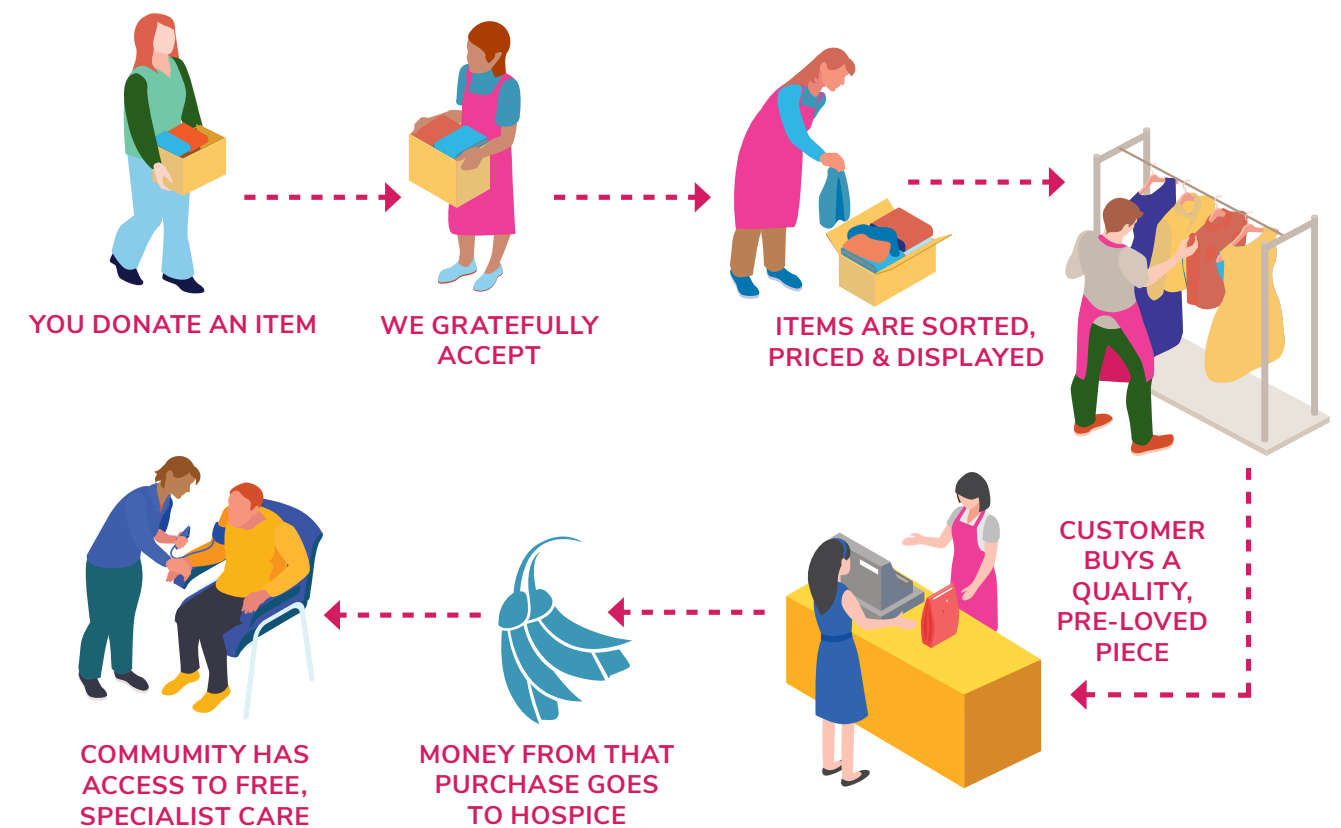 YOU DONATE AN ITEM
WE GRATEFULLY
ACCEPT
ITEMS ARE SORTED,
PRICED & DISPLAYED
CUSTOMER
BUYS A
QUALITY,
PRE-LOVED
PIECE
MONEY FROM THAT
PURCHASE GOES
TO HOSPICE
COMMUMITY HAS
ACCESS TO FREE,
SPECIALIST CARE